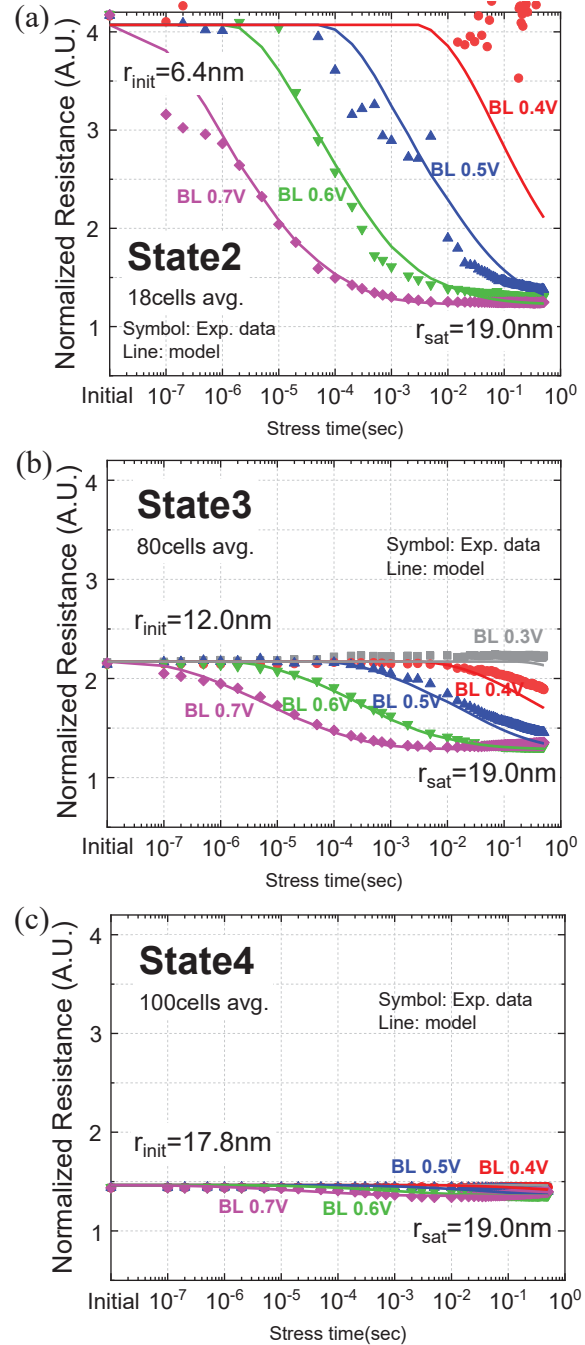 (a)
4
3
2
1
Normalized Resistance (A.U.)
r_init=6.4nm
BL 0.4V
BL 0.5V
BL 0.6V
BL 0.7V
State2
18cells avg.
Symbol: Exp. data
Line: model
r_sat=19.0nm
Initial 10^-7 10^-6 10^-5 10^-4 10^-3 10^-2 10^-1 10^0
Stress time(sec)
(b)
4
3
2
1
Normalized Resistance (A.U.)
State3
80cells avg.
Symbol: Exp. data
Line: model
r_init=12.0nm
BL 0.3V
BL 0.4V
BL 0.5V
BL 0.6V
BL 0.7V
r_sat=19.0nm
Initial 10^-7 10^-6 10^-5 10^-4 10^-3 10^-2 10^-1 10^0
Stress time(sec)
(c)
4
3
2
1
Normalized Resistance (A.U.)
State4
100cells avg.
Symbol: Exp. data
Line: model
r_init=17.8nm
BL 0.5V BL 0.4V
BL 0.7V BL 0.6V
r_sat=19.0nm
Initial 10^-7 10^-6 10^-5 10^-4 10^-3 10^-2 10^-1 10^0
Stress time(sec)